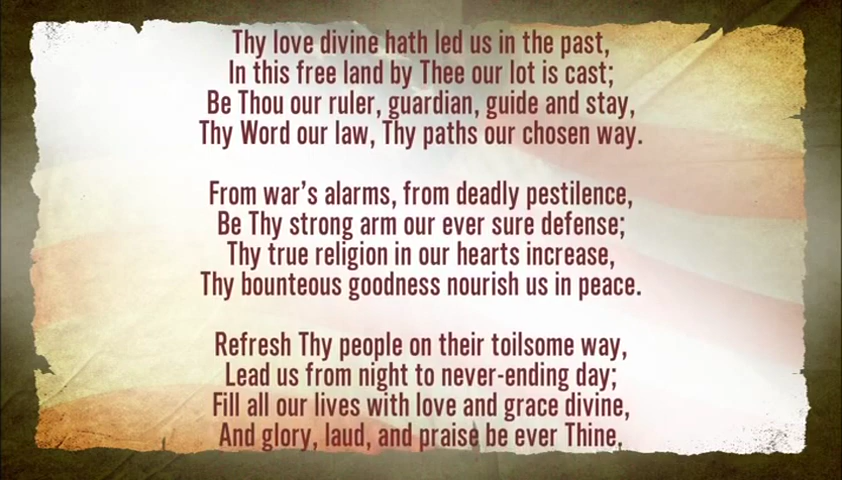 Thy love divine hath led us in the past,
In this free land by Thee our lot is cast;
Be Thou our ruler, guardian, guide and stay,
Thy Word our law, Thy paths our chosen way.
From war's alarms, from deadly pestilence,
Be Thy strong arm our ever sure defense;
Thy true religion in our hearts increase,
Thy bounteous goodness nourish us in peace.
Refresh Thy people on their toilsome way,
Lead us from night to never-ending day;
Fill all our lives with love and grace divine,
And glory, laud, and praise be ever Thine.